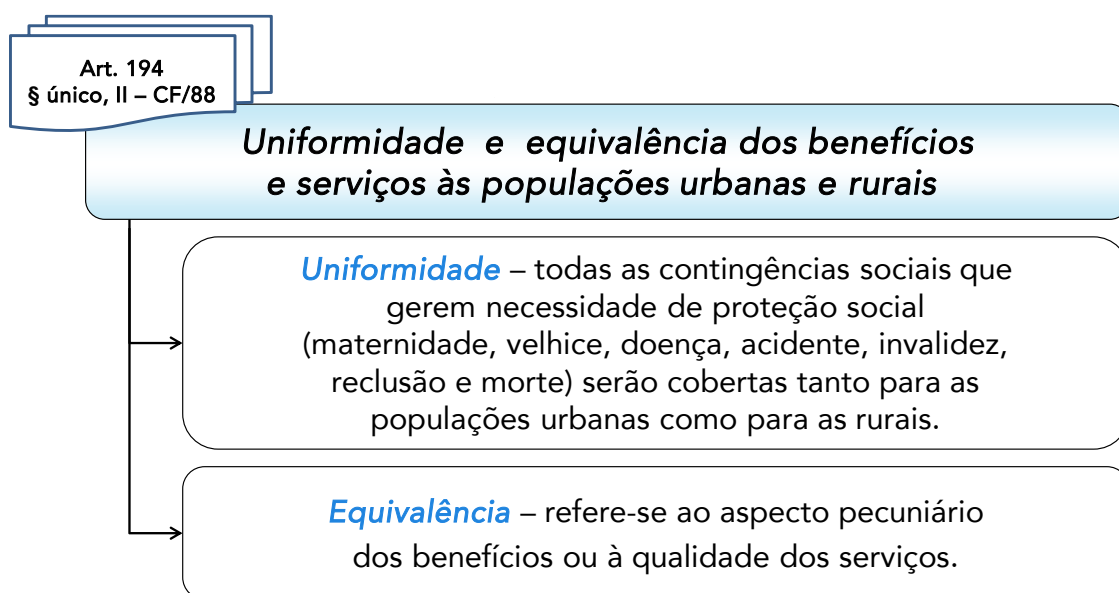 Art. 194
§ único, II – CF/88
Uniformidade e equivalência dos benefícios
e serviços às populações urbanas e rurais
Uniformidade – todas as contingências sociais que
gerem necessidade de proteção social
(maternidade, velhice, doença, acidente, invalidez,
reclusão e morte) serão cobertas tanto para as
populações urbanas como para as rurais.
Equivalência – refere-se ao aspecto pecuniário
dos benefícios ou à qualidade dos serviços.